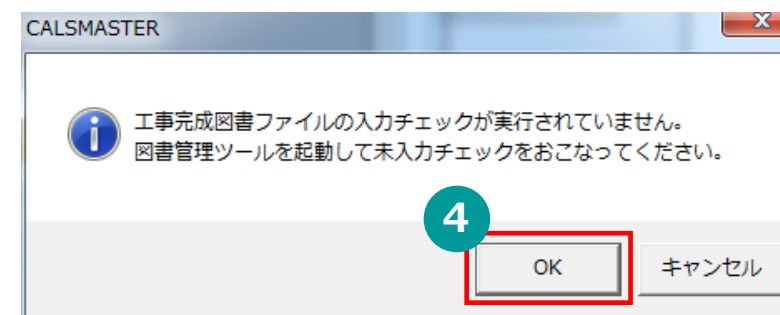 CALSMASTER
工事完成図書ファイルの入力チェックが実行されていません。
図書管理ツールを起動して未入力チェックをおこなってください。
4
OK
キャンセル